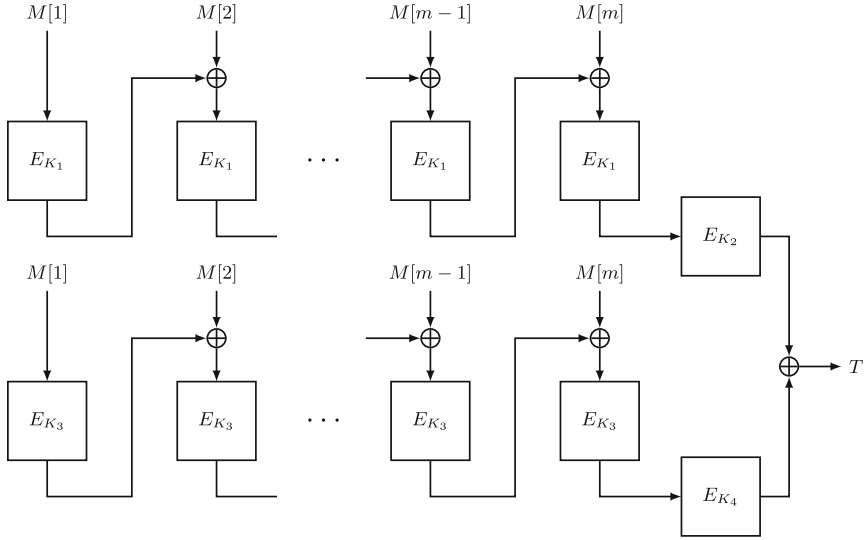 M[1] M[2] M[m − 1] M[m]
E_{K_1} E_{K_1} · · · E_{K_1} E_{K_1}
E_{K_2}
M[1] M[2] M[m − 1] M[m]
T
E_{K_3} E_{K_3} · · · E_{K_3} E_{K_3}
E_{K_4}